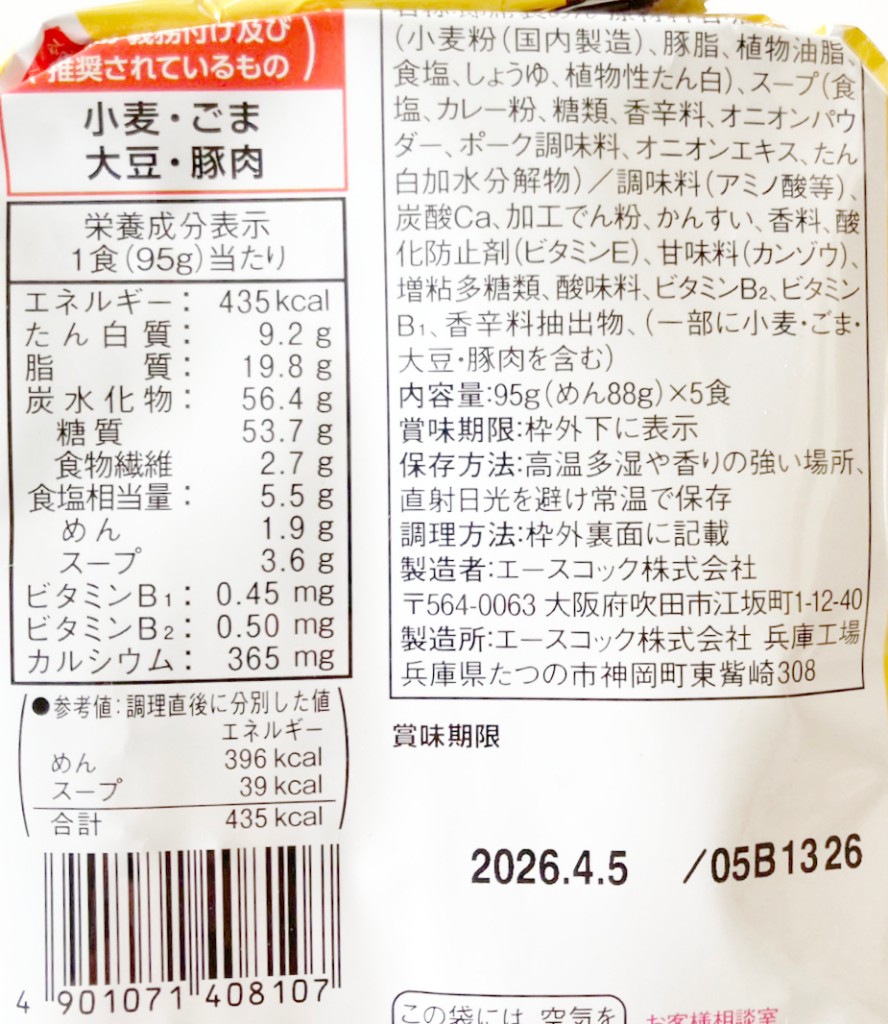 義務付け及び
推奨されているもの
小麦・ごま
大豆・豚肉
栄養成分表示
1食(95g)当たり
エネルギー: 435kcal
たん白質: 9.2 g
脂質: 19.8 g
炭水化物: 56.4 g
糖質 53.7 g
食物繊維 2.7 g
食塩相当量: 5.5 g
めん 1.9 g
スープ 3.6 g
ビタミンB1: 0.45 mg
ビタミンB2: 0.50 mg
カルシウム: 365 mg
●参考値:調理直後に分別した値
エネルギー
めん 396 kcal
スープ 39 kcal
合計 435 kcal
4 901071 408107
(小麦粉(国内製造)、豚脂、植物油脂、
食塩、しょうゆ、植物性たん白)、スープ(食
塩、カレー粉、糖類、香辛料、オニオンパウ
ダー、ポーク調味料、オニオンエキス、たん
白加水分解物)/調味料(アミノ酸等)、
炭酸Ca、加工でん粉、かんすい、香料、酸
化防止剤(ビタミンE)、甘味料(カンゾウ)、
増粘多糖類、酸味料、ビタミンB2、ビタミン
B1、香辛料抽出物、(一部に小麦・ごま・
大豆・豚肉を含む)
内容量:95g(めん88g)×5食
賞味期限:枠外下に表示
保存方法:高温多湿や香りの強い場所、
直射日光を避け常温で保存
調理方法:枠外裏面に記載
製造者:エースコック株式会社
〒564-0063 大阪府吹田市江坂町1-12-40
製造所:エースコック株式会社 兵庫工場
兵庫県たつの市神岡町東觜崎308
賞味期限
2026.4.5 /05B1326
この袋には、空気を
お客様相談室